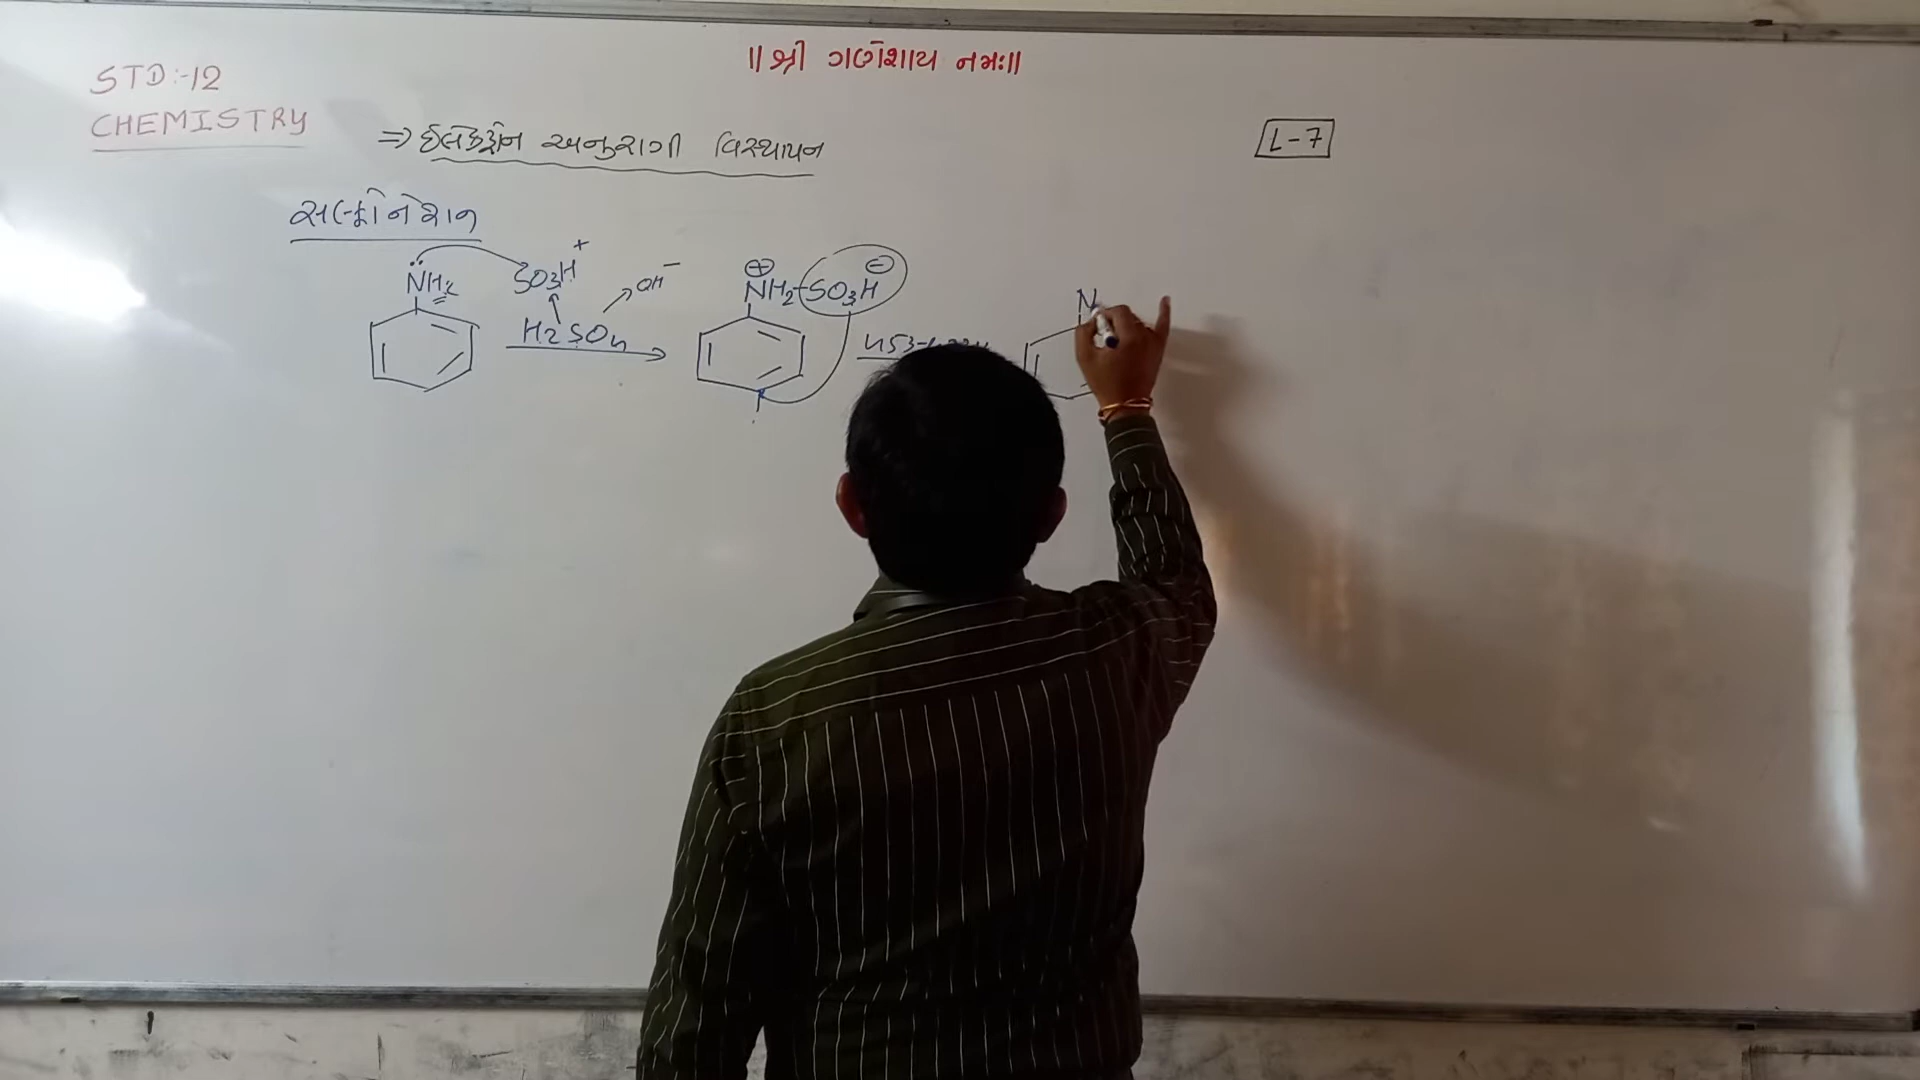 ॥ શ્રી ગણેશાય નમઃ॥
STD:-12
CHEMISTRY
⇒ ઈલેક્ટ્રોન અનુરાગી વિસ્થાપન
L-7
સલ્ફોનેશન
NH2 SO3H+ OH−
H2SO4
⊕ ⊖
NH2-SO3H
N